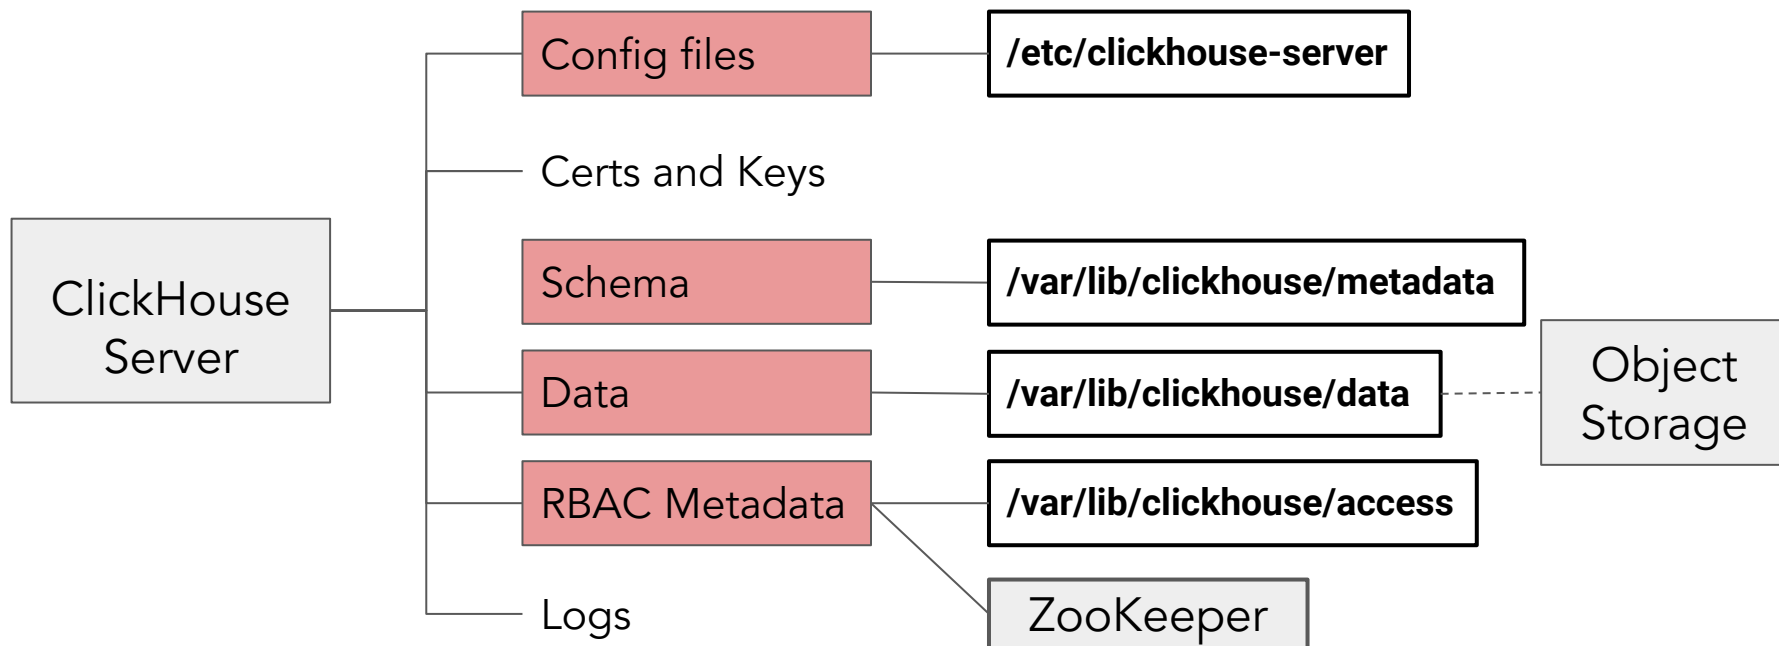 Config files
/etc/clickhouse-server
Certs and Keys
ClickHouse
Server
Schema
/var/lib/clickhouse/metadata
Data
/var/lib/clickhouse/data
Object
Storage
RBAC Metadata
/var/lib/clickhouse/access
Logs
ZooKeeper